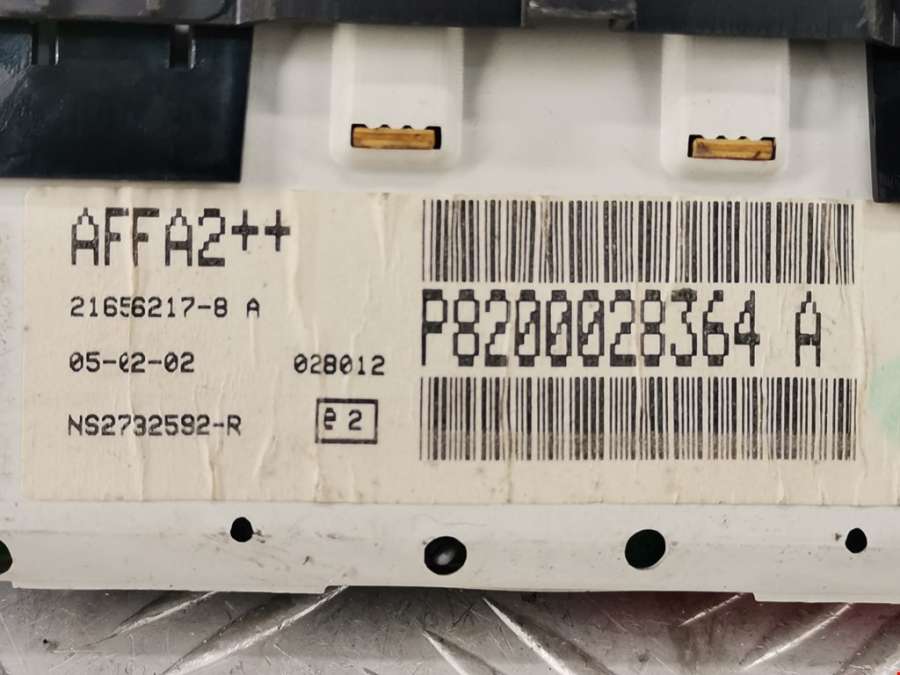 AFFA2++
21656217-8 A
05-02-02 028012
NS2732592-R e 2
P8200028364 A